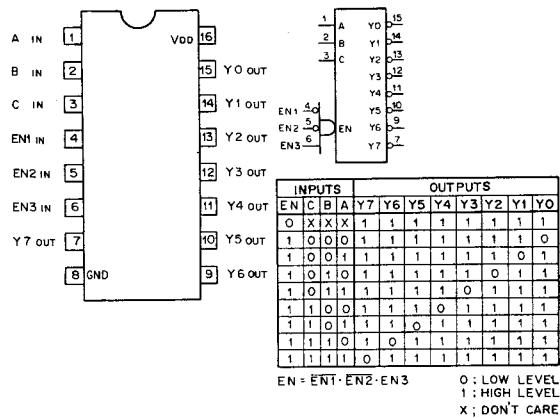 A IN 1 16 VDD
B IN 2 15 Y0 OUT
C IN 3 14 Y1 OUT
EN1 IN 4 13 Y2 OUT
EN2 IN 5 12 Y3 OUT
EN3 IN 6 11 Y4 OUT
Y7 OUT 7 10 Y5 OUT
8 GND 9 Y6 OUT
1 A Y0 15
2 B Y1 14
3 C Y2 13
Y3 12
Y4 11
EN1 4 Y5 10
EN2 5 EN Y6 9
EN3 6 Y7 7
INPUTS OUTPUTS
EN C B A Y7 Y6 Y5 Y4 Y3 Y2 Y1 Y0
0 X X X 1 1 1 1 1 1 1 1
1 0 0 0 1 1 1 1 1 1 1 0
1 0 0 1 1 1 1 1 1 1 0 1
1 0 1 0 1 1 1 1 1 0 1 1
1 0 1 1 1 1 1 1 0 1 1 1
1 1 0 0 1 1 1 0 1 1 1 1
1 1 0 1 1 1 0 1 1 1 1 1
1 1 1 0 1 0 1 1 1 1 1 1
1 1 1 1 0 1 1 1 1 1 1 1
EN = E̅N̅1̅·E̅N̅2̅·EN3 0 ; LOW LEVEL
1 ; HIGH LEVEL
X ; DON'T CARE